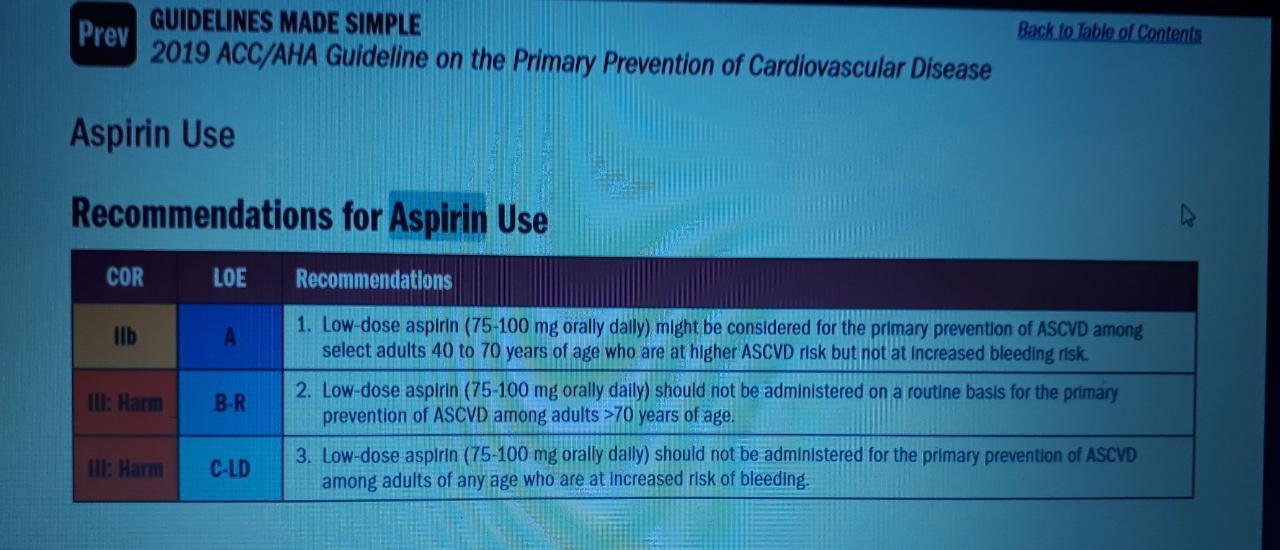 Prev
GUIDELINES MADE SIMPLE
2019 ACC/AHA Guideline on the Primary Prevention of Cardiovascular Disease
Back to Table of Contents
Aspirin Use
Recommendations for Aspirin Use
COR LOE Recommendations
IIb A 1. Low-dose aspirin (75-100 mg orally daily) might be considered for the primary prevention of ASCVD among
select adults 40 to 70 years of age who are at higher ASCVD risk but not at increased bleeding risk.
III: Harm B-R 2. Low-dose aspirin (75-100 mg orally daily) should not be administered on a routine basis for the primary
prevention of ASCVD among adults >70 years of age.
III: Harm C-LD 3. Low-dose aspirin (75-100 mg orally daily) should not be administered for the primary prevention of ASCVD
among adults of any age who are at increased risk of bleeding.